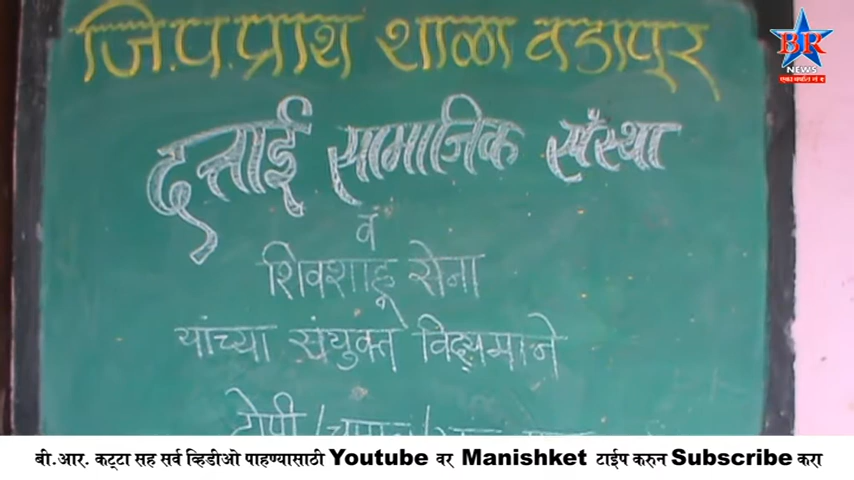 जि.प.प्राश शाळा वडापूर
BR
NEWS
दत्ताई सामाजिक संस्था
व
शिवशाहू सेना
यांच्या संयुक्त विद्यमाने
टोपी /
बी.आर. कट्टा सह सर्व व्हिडीओ पाहण्यासाठी Youtube वर Manishket टाईप करुन Subscribe करा